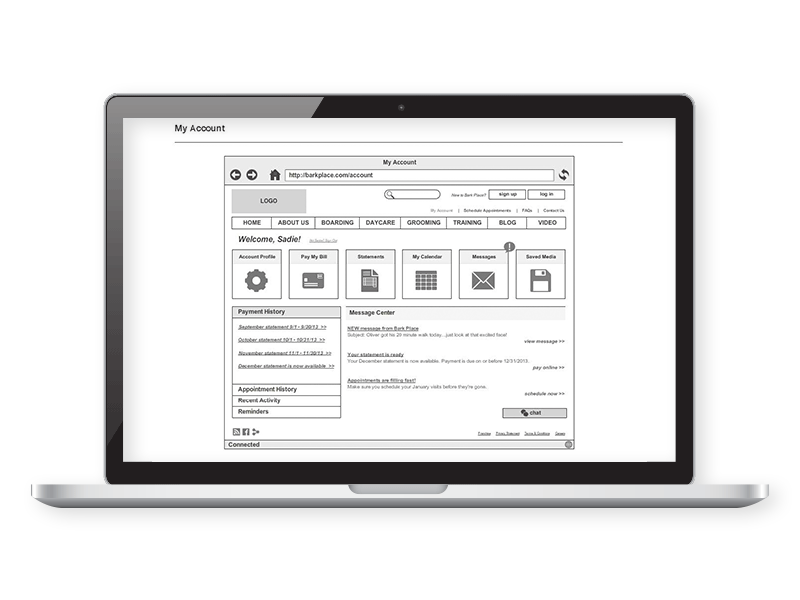 My Account
My Account
http://barkplace.com/account
LOGO
New to Bark Place? sign up log in
My Account | Schedule Appointments | FAQs | Contact Us
HOME ABOUT US BOARDING DAYCARE GROOMING TRAINING BLOG VIDEO
Welcome, Sadie! Not Sadie? Sign Out
Account Profile Pay My Bill Statements My Calendar Messages Saved Media
!
Payment History
September statement 9/1 - 9/30/13 >>
October statement 10/1 - 10/31/13 >>
November statement 11/1 - 11/30/13 >>
December statement is now available >>
Appointment History
Recent Activity
Reminders
Message Center
NEW message from Bark Place
Subject: Oliver got his 20 minute walk today...just look at that excited face!
view message >>
Your statement is ready
Your December statement is now available. Payment is due on or before 12/31/2013.
pay online >>
Appointments are filling fast!
Make sure you schedule your January visits before they're gone.
schedule now >>
chat
Privacy Statement Terms & Conditions Careers
Connected